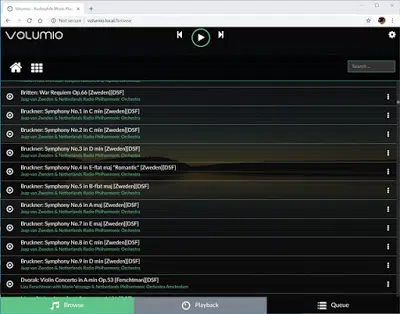 Volumio - Audiophile Music Pla
Not secure | volumio.local/browse
VOLUMIO
Search ...
Jaap van Zweden & Netherlands Radio Philharmonic Orchestra
Britten: War Requiem Op.66 [Zweden][DSF]
Jaap van Zweden & Netherlands Radio Philharmonic Orchestra
Bruckner: Symphony No.1 in C min [Zweden][DSF]
Jaap van Zweden & Netherlands Radio Philharmonic Orchestra
Bruckner: Symphony No.2 in C min [Zweden][DSF]
Jaap van Zweden & Netherlands Radio Philharmonic Orchestra
Bruckner: Symphony No.3 in D min [Zweden][DSF]
Jaap van Zweden & Netherlands Radio Philharmonic Orchestra
Bruckner: Symphony No.4 in E-flat maj "Romantic" [Zweden][DSF]
Jaap van Zweden & Netherlands Radio Philharmonic Orchestra
Bruckner: Symphony No.5 in B-flat maj [Zweden][DSF]
Jaap van Zweden & Netherlands Radio Philharmonic Orchestra
Bruckner: Symphony No.6 in A maj [Zweden][DSF]
Jaap van Zweden & Netherlands Radio Philharmonic Orchestra
Bruckner: Symphony No.7 in E maj [Zweden][DSF]
Jaap van Zweden & Netherlands Radio Philharmonic Orchestra
Bruckner: Symphony No.8 in C min [Zweden][DSF]
Jaap van Zweden & Netherlands Radio Philharmonic Orchestra
Bruckner: Symphony No.9 in D min [Zweden][DSF]
Jaap van Zweden & Netherlands Radio Philharmonic Orchestra
Dvorak: Violin Concerto in A min Op.53 [Ferschtman][DSF]
Liza Ferschtman with Mario Venzago & Netherlands Philharmonic Orchestra Amsterdam
Browse
Playback
Queue